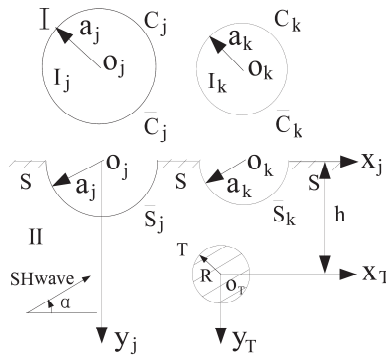 I a_j C_j
I_j o_j
C̄_j
a_k C_k
I_k o_k
C̄_k
S a_j o_j S a_k o_k S x_j
S̄_j S̄_k h
II
T R o_T x_T
SHwave
α
y_j y_T